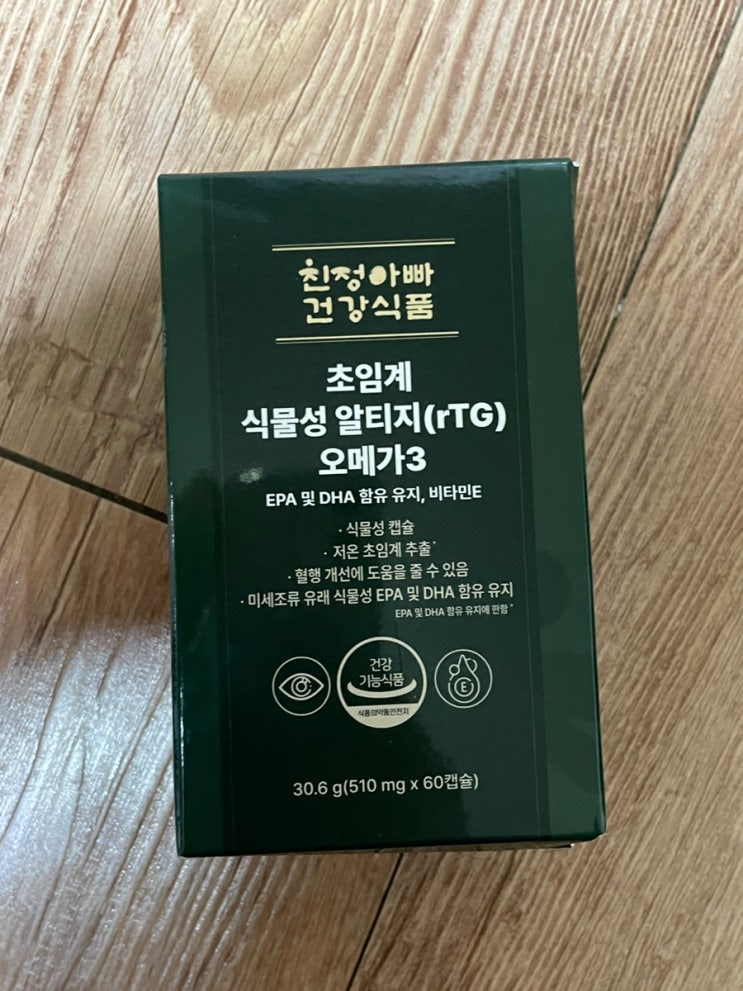 친정아빠
건강식품
초임계
식물성 알티지(rTG)
오메가3
EPA 및 DHA 함유 유지, 비타민E
· 식물성 캡슐
· 저온 초임계 추출*
· 혈행 개선에 도움을 줄 수 있음
· 미세조류 유래 식물성 EPA 및 DHA 함유 유지
EPA 및 DHA 함유 유지에 한함*
건강
기능식품
식품의약품안전처
E
30.6 g(510 mg x 60캡슐)